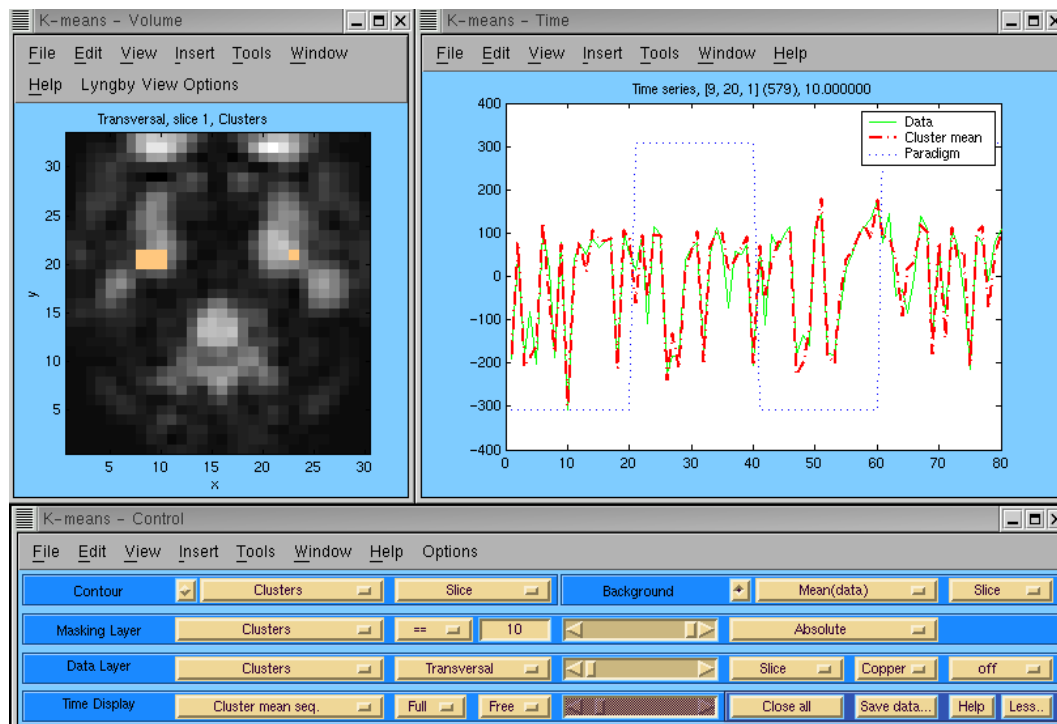 K-means - Volume
File Edit View Insert Tools Window
Help Lyngby View Options
Transversal, slice 1, Clusters
30
25
20
15
10
5
y
5 10 15 20 25 30
x
K-means - Time
File Edit View Insert Tools Window Help
Time series, [9, 20, 1] (579), 10.000000
400
300
200
100
0
-100
-200
-300
-400
Data
Cluster mean
Paradigm
0 10 20 30 40 50 60 70 80
K-means - Control
File Edit View Insert Tools Window Help Options
Contour Clusters Slice Background Mean(data) Slice
Masking Layer Clusters == 10 Absolute
Data Layer Clusters Transversal Slice Copper off
Time Display Cluster mean seq. Full Free Close all Save data... Help Less..